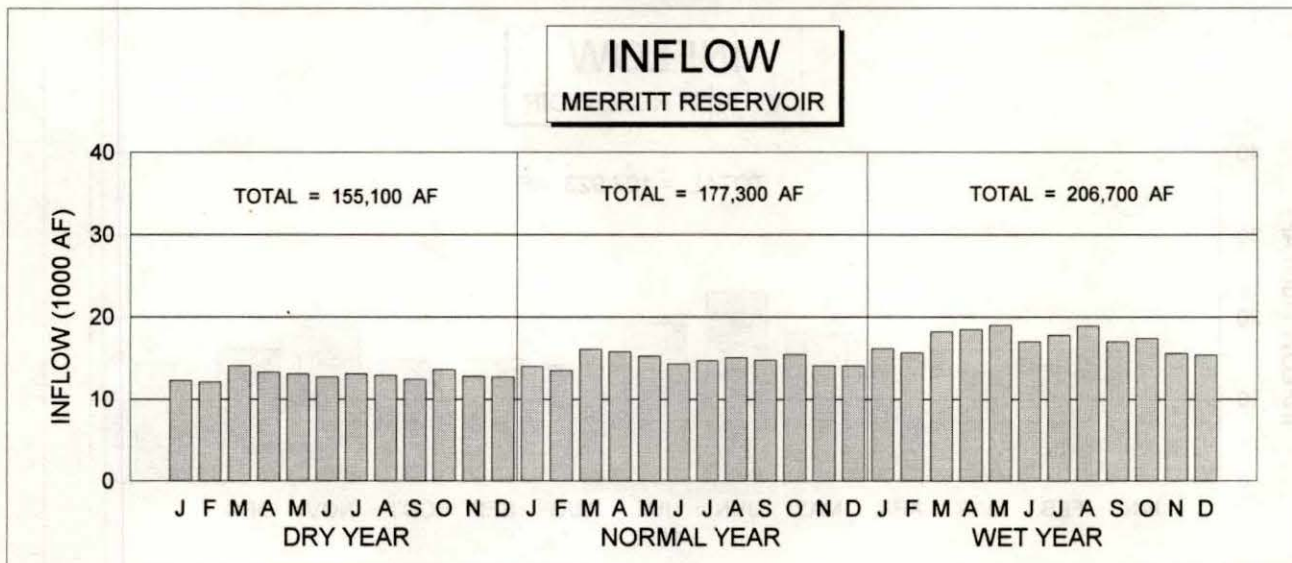 INFLOW
MERRITT RESERVOIR
INFLOW (1000 AF)
40
30
20
10
0
TOTAL = 155,100 AF
TOTAL = 177,300 AF
TOTAL = 206,700 AF
J F M A M J J A S O N D J F M A M J J A S O N D J F M A M J J A S O N D
DRY YEAR NORMAL YEAR WET YEAR